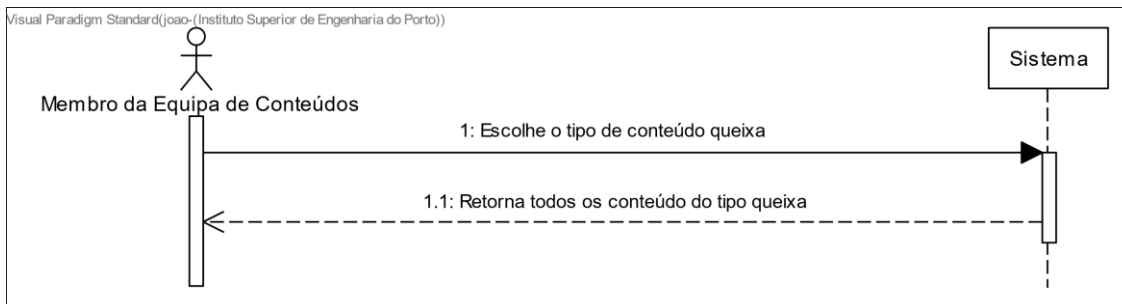 Visual Paradigm Standard(joao-(Instituto Superior de Engenharia do Porto))
Sistema
Membro da Equipa de Conteúdos
1: Escolhe o tipo de conteúdo queixa
1.1: Retorna todos os conteúdo do tipo queixa